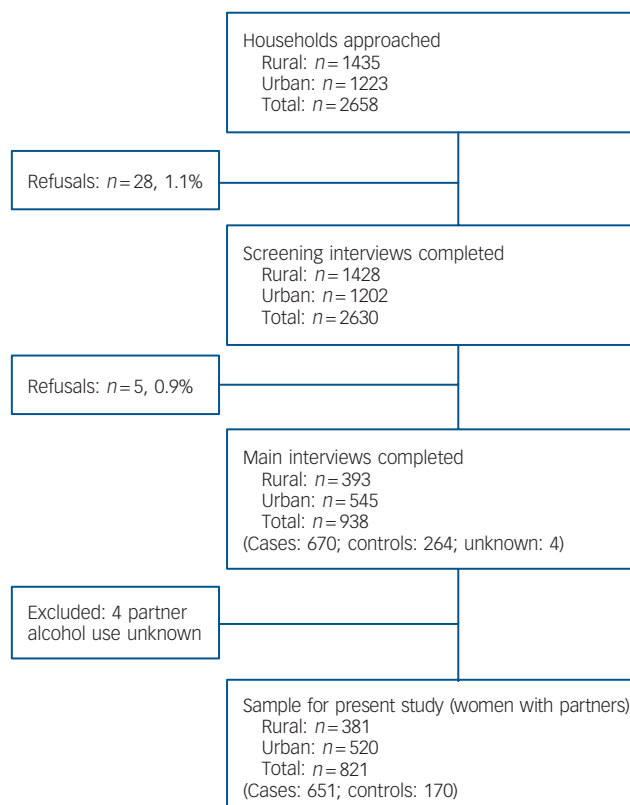 Households approached
Rural: n=1435
Urban: n=1223
Total: n=2658
Refusals: n=28, 1.1%
Screening interviews completed
Rural: n=1428
Urban: n=1202
Total: n=2630
Refusals: n=5, 0.9%
Main interviews completed
Rural: n=393
Urban: n=545
Total: n=938
(Cases: 670; controls: 264; unknown: 4)
Excluded: 4 partner
alcohol use unknown
Sample for present study (women with partners)
Rural: n=381
Urban: n=520
Total: n=821
(Cases: 651; controls: 170)